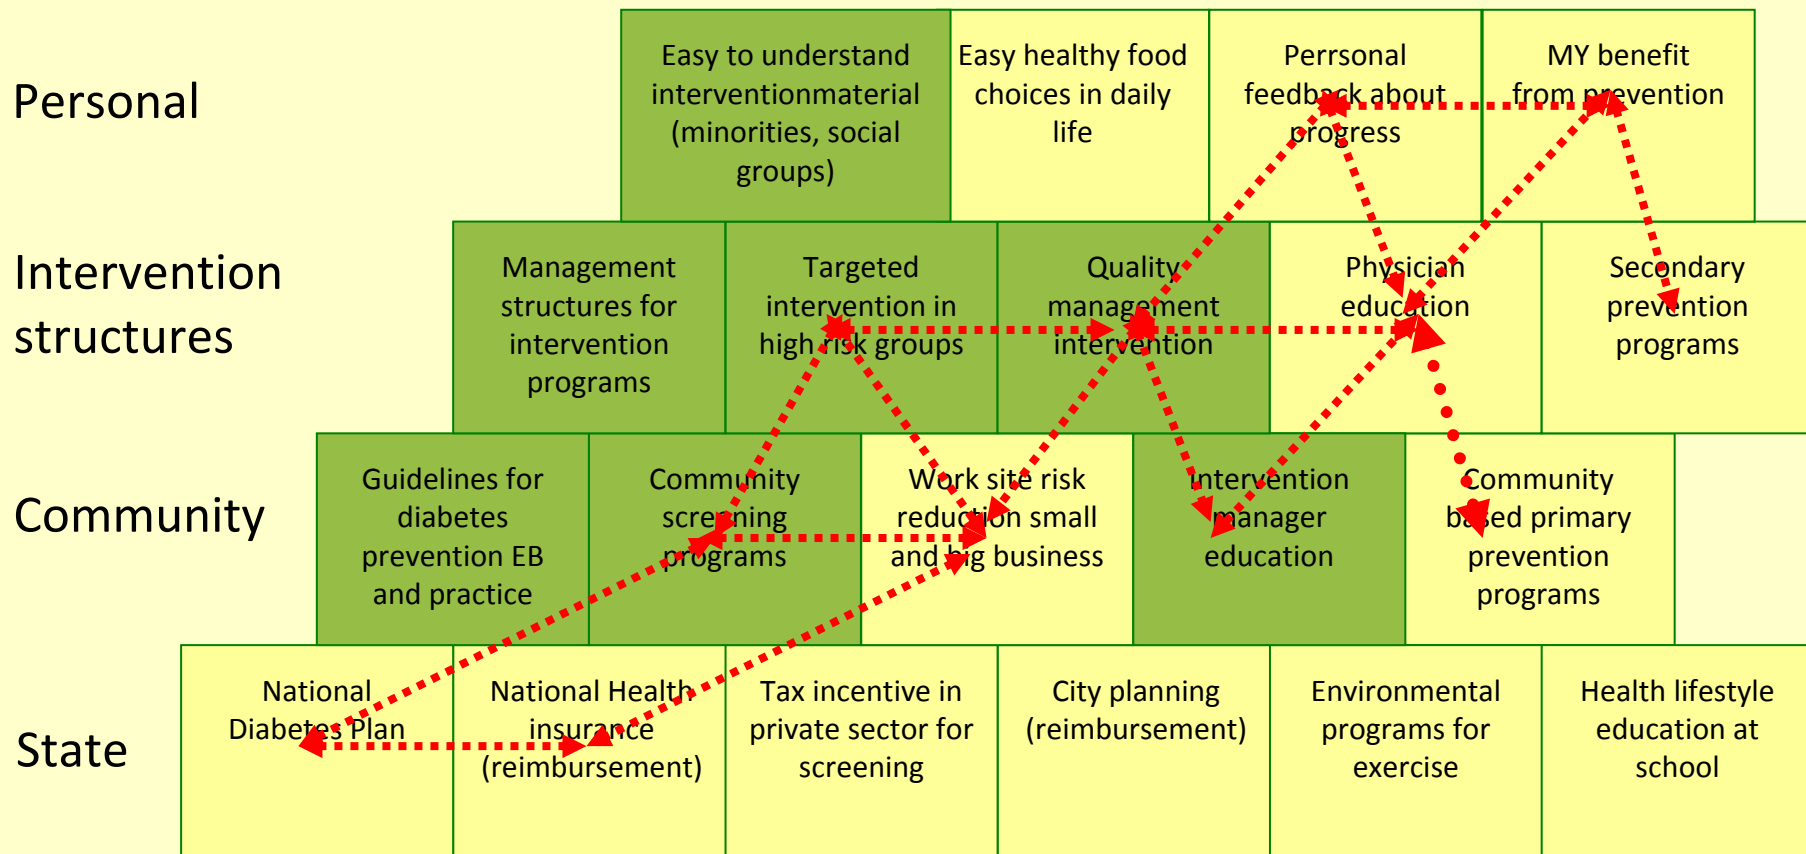 Personal
Easy to understand
interventionmaterial
(minorities, social
groups)
Easy healthy food
choices in daily
life
Perrsonal
feedback about
progress
MY benefit
from prevention
Intervention
structures
Management
structures for
intervention
programs
Targeted
intervention in
high risk groups
Quality
management
intervention
Physician
education
Secondary
prevention
programs
Community
Guidelines for
diabetes
prevention EB
and practice
Community
screening
programs
Work site risk
reduction small
and big business
Intervention
manager
education
Community
based primary
prevention
programs
State
National
Diabetes Plan
National Health
insurance
(reimbursement)
Tax incentive in
private sector for
screening
City planning
(reimbursement)
Environmental
programs for
exercise
Health lifestyle
education at
school